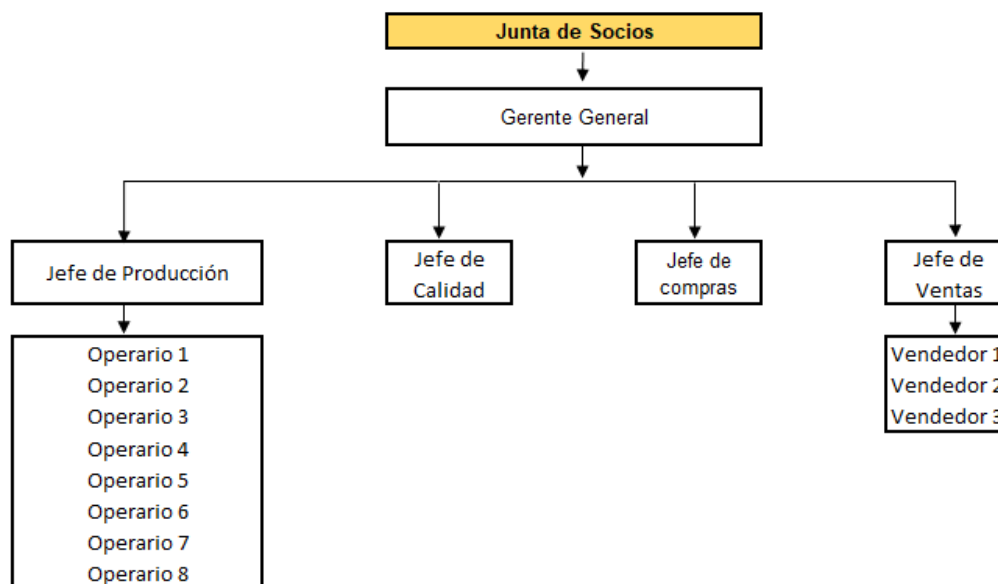 Junta de Socios
Gerente General
Jefe de Producción
Jefe de
Calidad
Jefe de
compras
Jefe de
Ventas
Operario 1
Operario 2
Operario 3
Operario 4
Operario 5
Operario 6
Operario 7
Operario 8
Vendedor 1
Vendedor 2
Vendedor 3